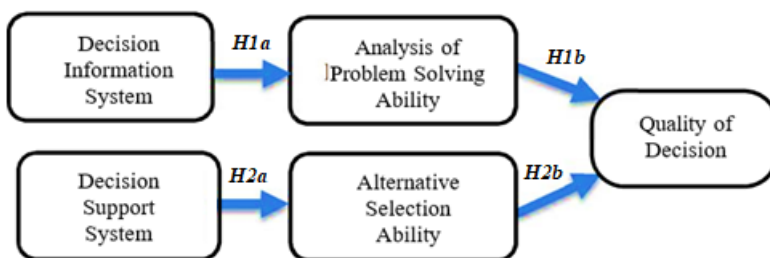 Decision
Information
System
H1a
Analysis of
Problem Solving
Ability
H1b
Quality of
Decision
Decision
Support
System
H2a
Alternative
Selection
Ability
H2b